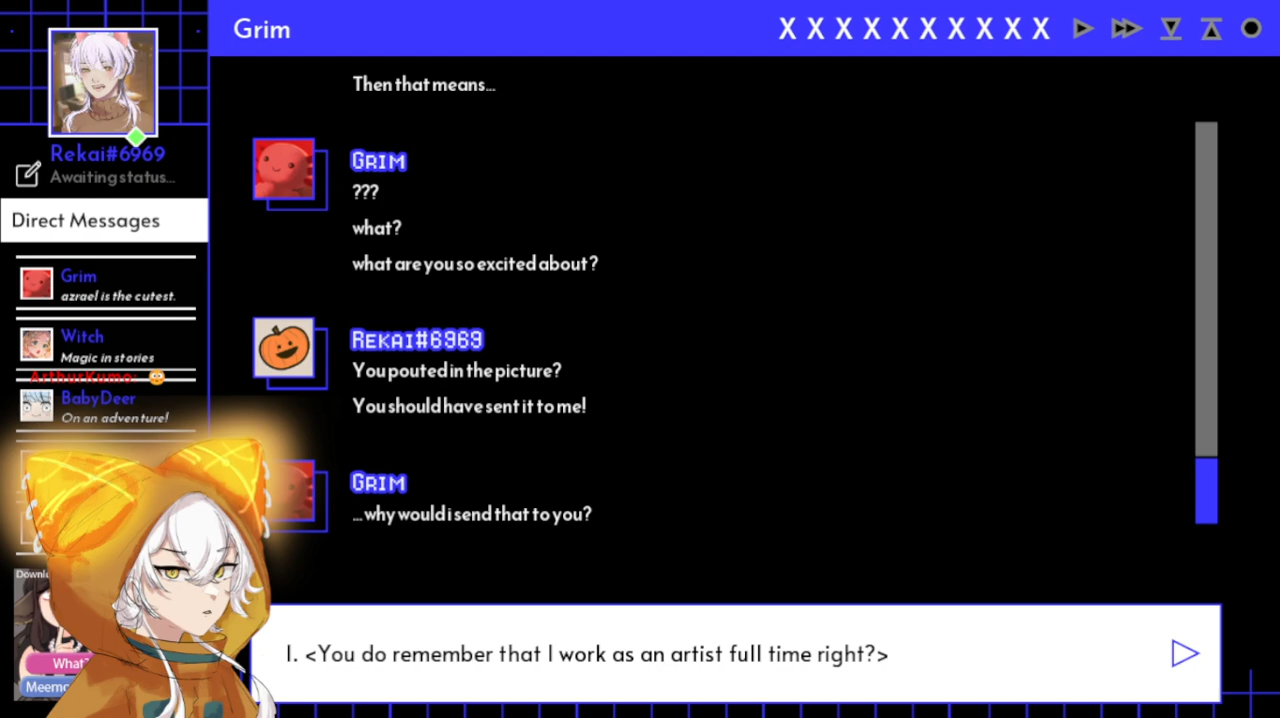 Grim
X X X X X X X X X X
Rekai#6969
Awaiting status...
Direct Messages
Grim
azrael is the cutest.
Witch
Magic in stories
ArthurKumo:
BabyDeer
On an adventure!
What?
Then that means...
GRIM
???
what?
what are you so excited about?
REKAI#6969
You pouted in the picture?
You should have sent it to me!
GRIM
...why would i send that to you?
1. <You do remember that I work as an artist full time right?>